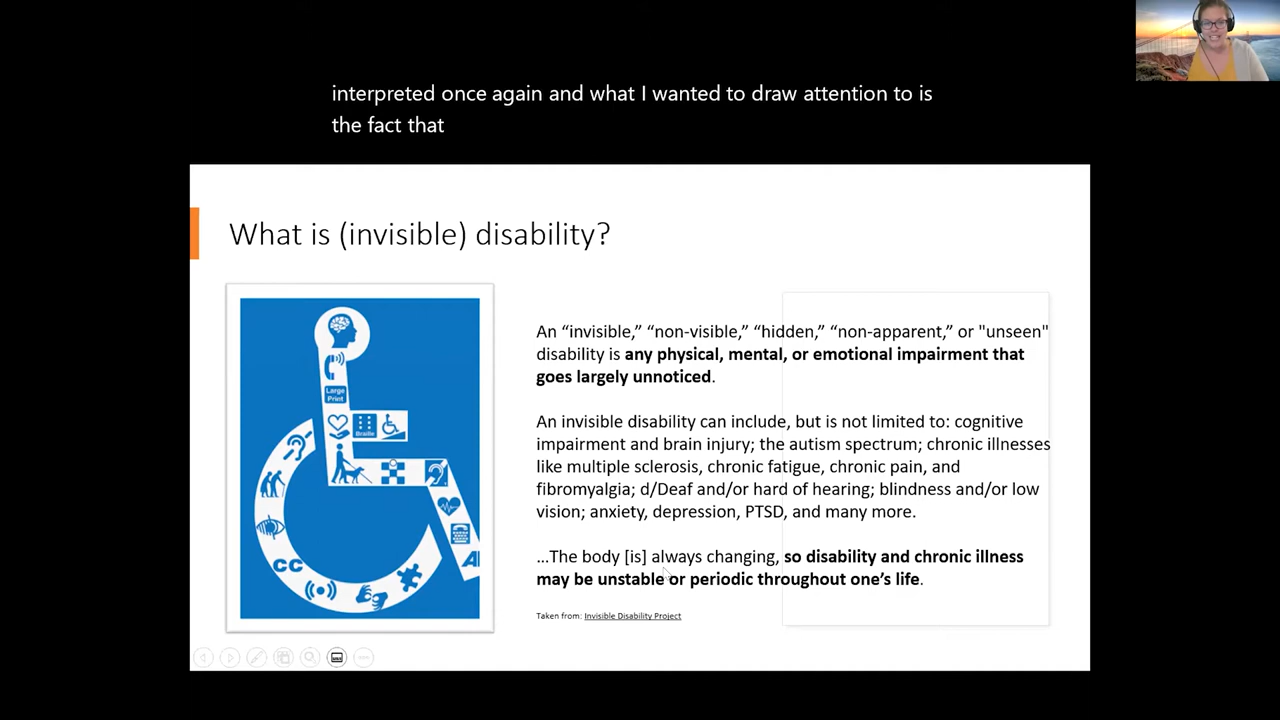 interpreted once again and what I wanted to draw attention to is
the fact that
What is (invisible) disability?
Large
Print
Braille
CC
A
An “invisible,” “non-visible,” “hidden,” “non-apparent,” or "unseen"
disability is any physical, mental, or emotional impairment that
goes largely unnoticed.
An invisible disability can include, but is not limited to: cognitive
impairment and brain injury; the autism spectrum; chronic illnesses
like multiple sclerosis, chronic fatigue, chronic pain, and
fibromyalgia; d/Deaf and/or hard of hearing; blindness and/or low
vision; anxiety, depression, PTSD, and many more.
...The body [is] always changing, so disability and chronic illness
may be unstable or periodic throughout one’s life.
Taken from: Invisible Disability Project